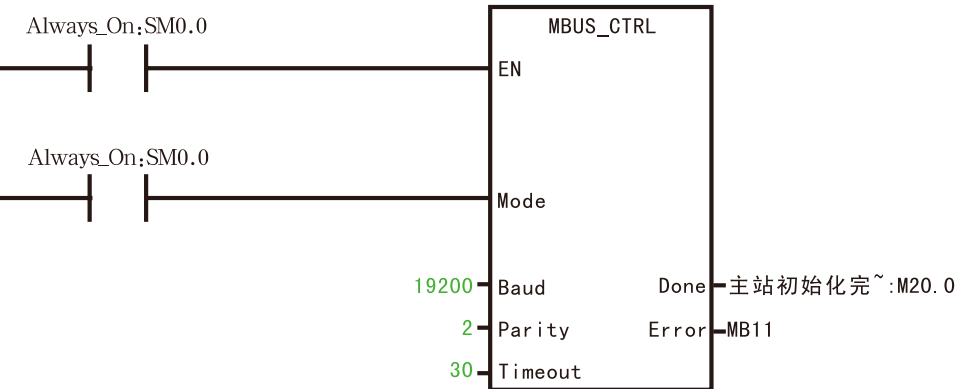 Always_On:SM0.0
MBUS_CTRL
EN
Always_On:SM0.0
Mode
19200 Baud Done 主站初始化完~:M20.0
2 Parity Error MB11
30 Timeout